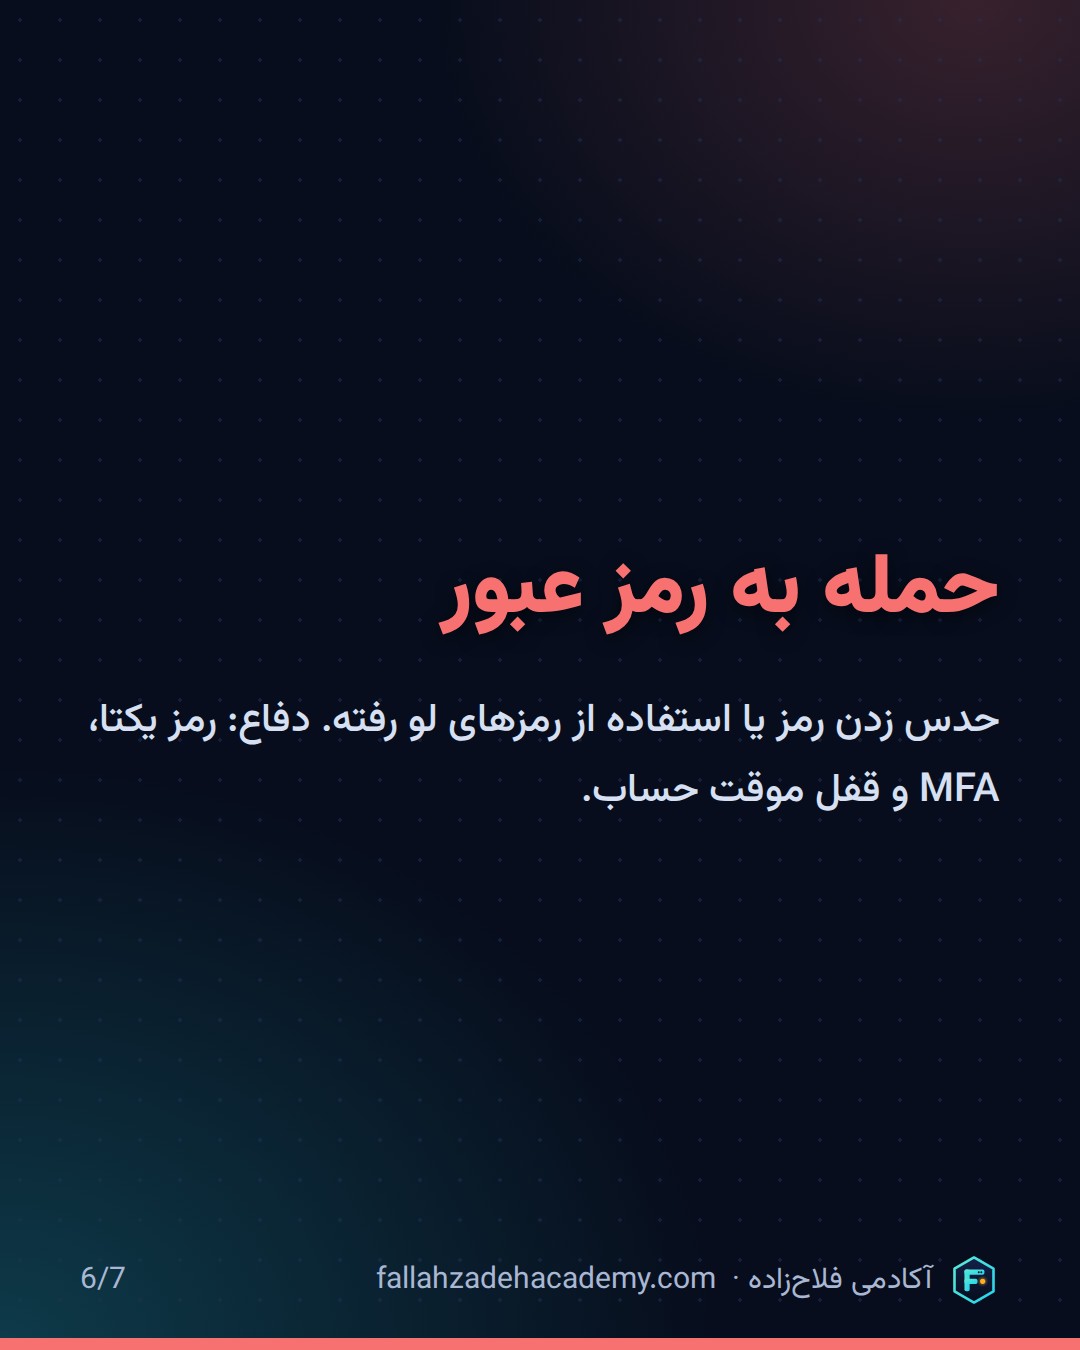 حمله به رمز عبور
حدس زدن رمز یا استفاده از رمزهای لو رفته. دفاع: رمز یکتا،
MFA و قفل موقت حساب.
آکادمی فلاح‌زاده · fallahzadehacademy.com
6/7